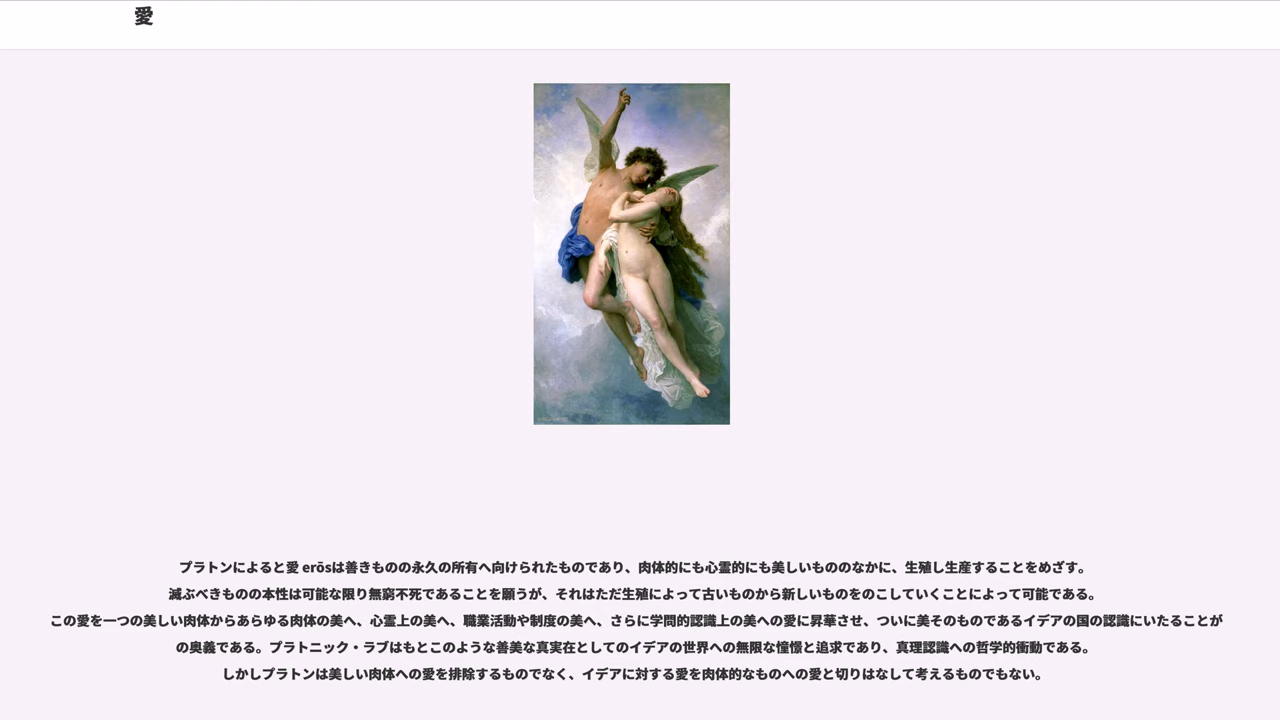 愛
プラトンによると愛 erōsは善きものの永久の所有へ向けられたものであり、肉体的にも心霊的にも美しいもののなかに、生殖し生産することをめざす。
滅ぶべきものの本性は可能な限り無窮不死であることを願うが、それはただ生殖によって古いものから新しいものをのこしていくことによって可能である。
この愛を一つの美しい肉体からあらゆる肉体の美へ、心霊上の美へ、職業活動や制度の美へ、さらに学問的認識上の美への愛に昇華させ、ついに美そのものであるイデアの国の認識にいたることが
の奥義である。プラトニック・ラブはもとこのような善美な真実在としてのイデアの世界への無限な憧憬と追求であり、真理認識への哲学的衝動である。
しかしプラトンは美しい肉体への愛を排除するものでなく、イデアに対する愛を肉体的なものへの愛と切りはなして考えるものでもない。